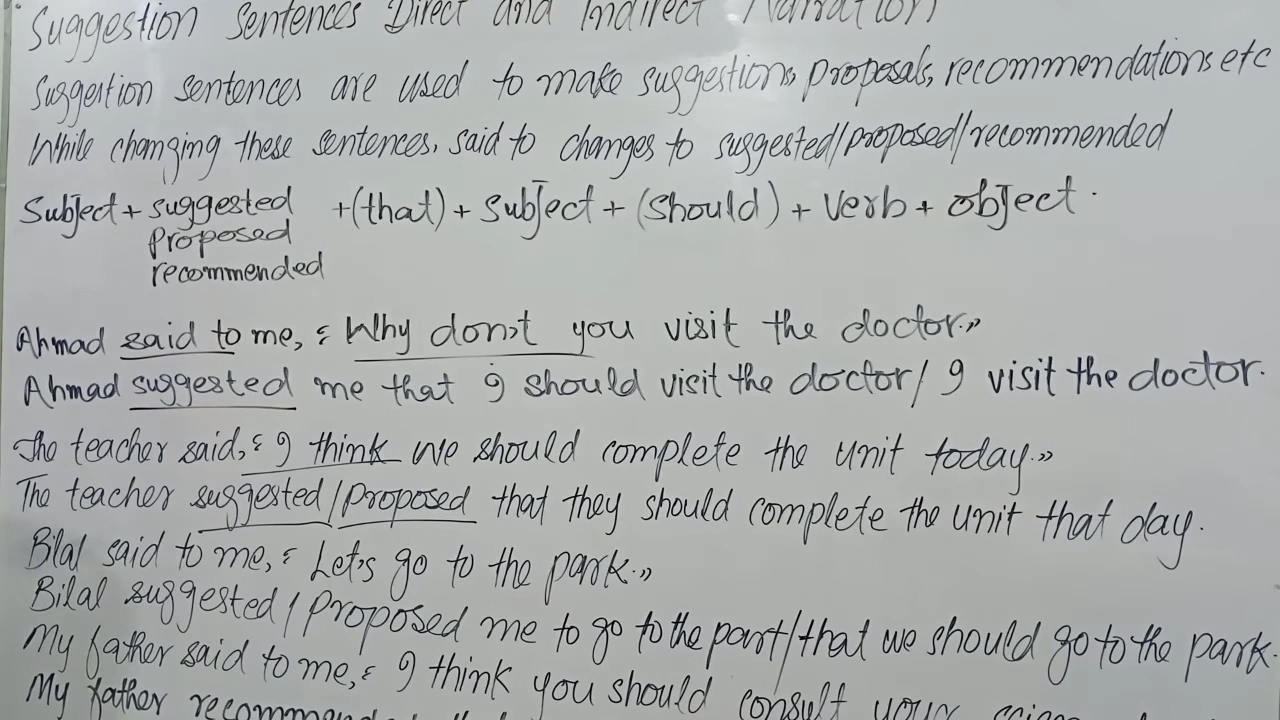 Suggestion Sentences Direct and Indirect Narration
Suggestion sentences are used to make suggestions, proposals, recommendations etc
While changing these sentences, said to changes to suggested/proposed/recommended
Subject + suggested +(that) + subject + (should) + verb + object.
proposed
recommended
Ahmad said to me, "Why don't you visit the doctor."
Ahmad suggested me that I should visit the doctor/ I visit the doctor.
The teacher said, "I think we should complete the unit today."
The teacher suggested/proposed that they should complete the unit that day.
Bilal said to me, "Let's go to the park."
Bilal suggested/proposed me to go to the part/that we should go to the park.
My father said to me, "I think you should consult your
My father